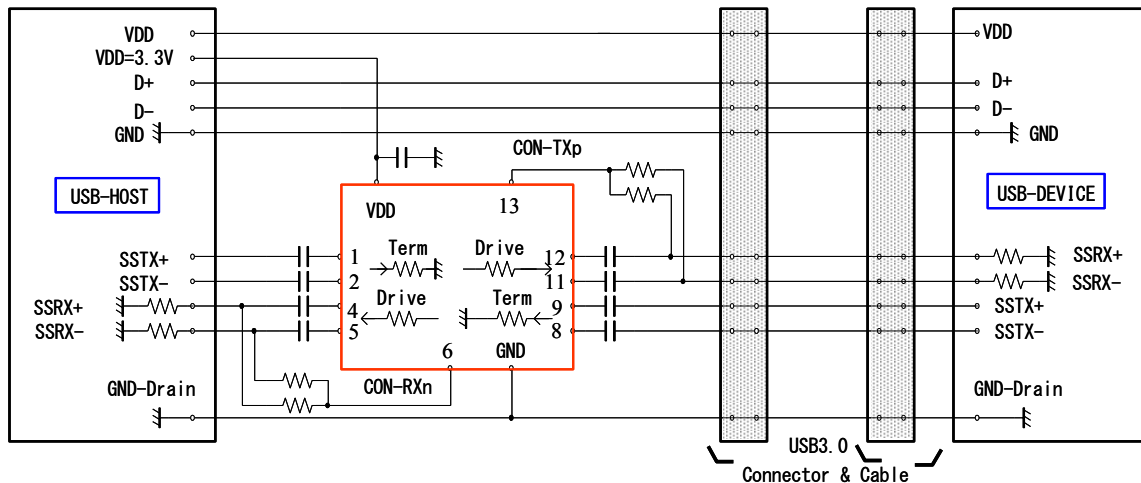 VDD
VDD=3.3V
D+
D-
GND
USB-HOST
SSTX+
SSTX-
SSRX+
SSRX-
GND-Drain
CON-TXp
VDD
13
1
Term
Drive
12
2
11
4
Drive
Term
9
5
8
6
GND
CON-RXn
VDD
D+
D-
GND
USB-DEVICE
SSRX+
SSRX-
SSTX+
SSTX-
GND-Drain
USB3.0
Connector & Cable